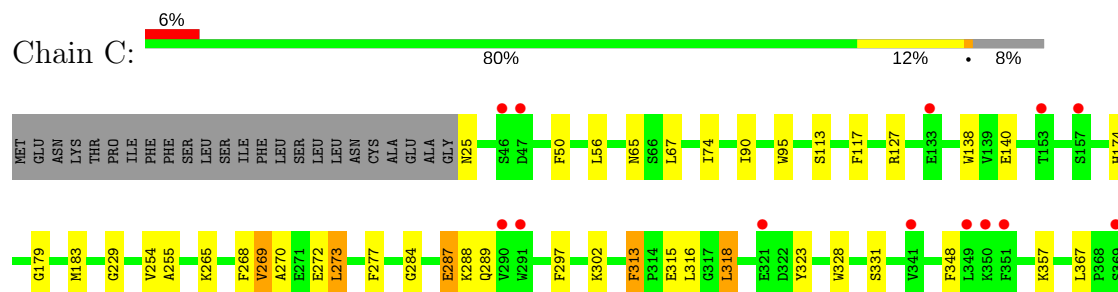 6%
Chain C:
80% 12% • 8%
MET GLU ASN LYS THR PRO ILE PHE PHE SER LEU SER ILE PHE LEU SER LEU LEU ASN CYS ALA GLU ALA GLY N25 S46 D47 F50 L56 N65 S66 L67 I74 I90 W95 S113 F117 R127 E133 W138 V139 E140 T153 S157 H174
G179 M183 G229 V254 A255 K265 F268 V269 A270 E271 E272 L273 F277 G284 E287 K288 Q289 V290 W291 F297 K302 F313 P314 E315 L316 G317 L318 E321 D322 Y323 W328 S331 V341 F348 L349 K350 F351 K357 L367 P368 S369